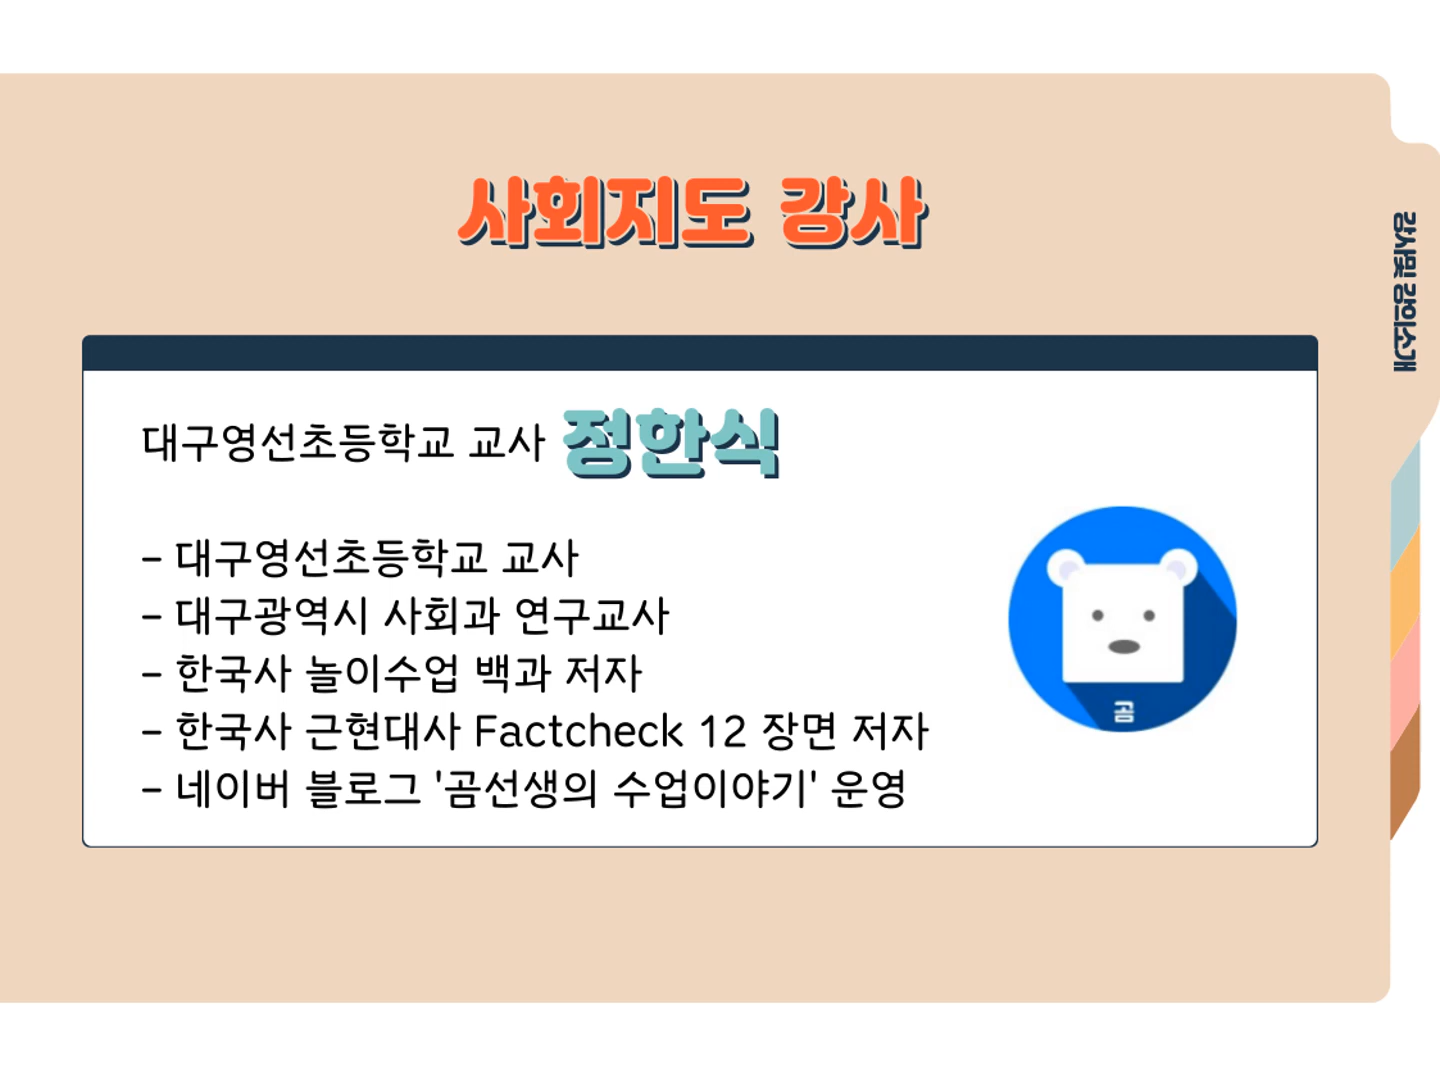 사회지도 강사
강사및 강의소개
대구영선초등학교 교사 정한식
- 대구영선초등학교 교사
- 대구광역시 사회과 연구교사
- 한국사 놀이수업 백과 저자
- 한국사 근현대사 Factcheck 12 장면 저자
- 네이버 블로그 '곰선생의 수업이야기' 운영
곰